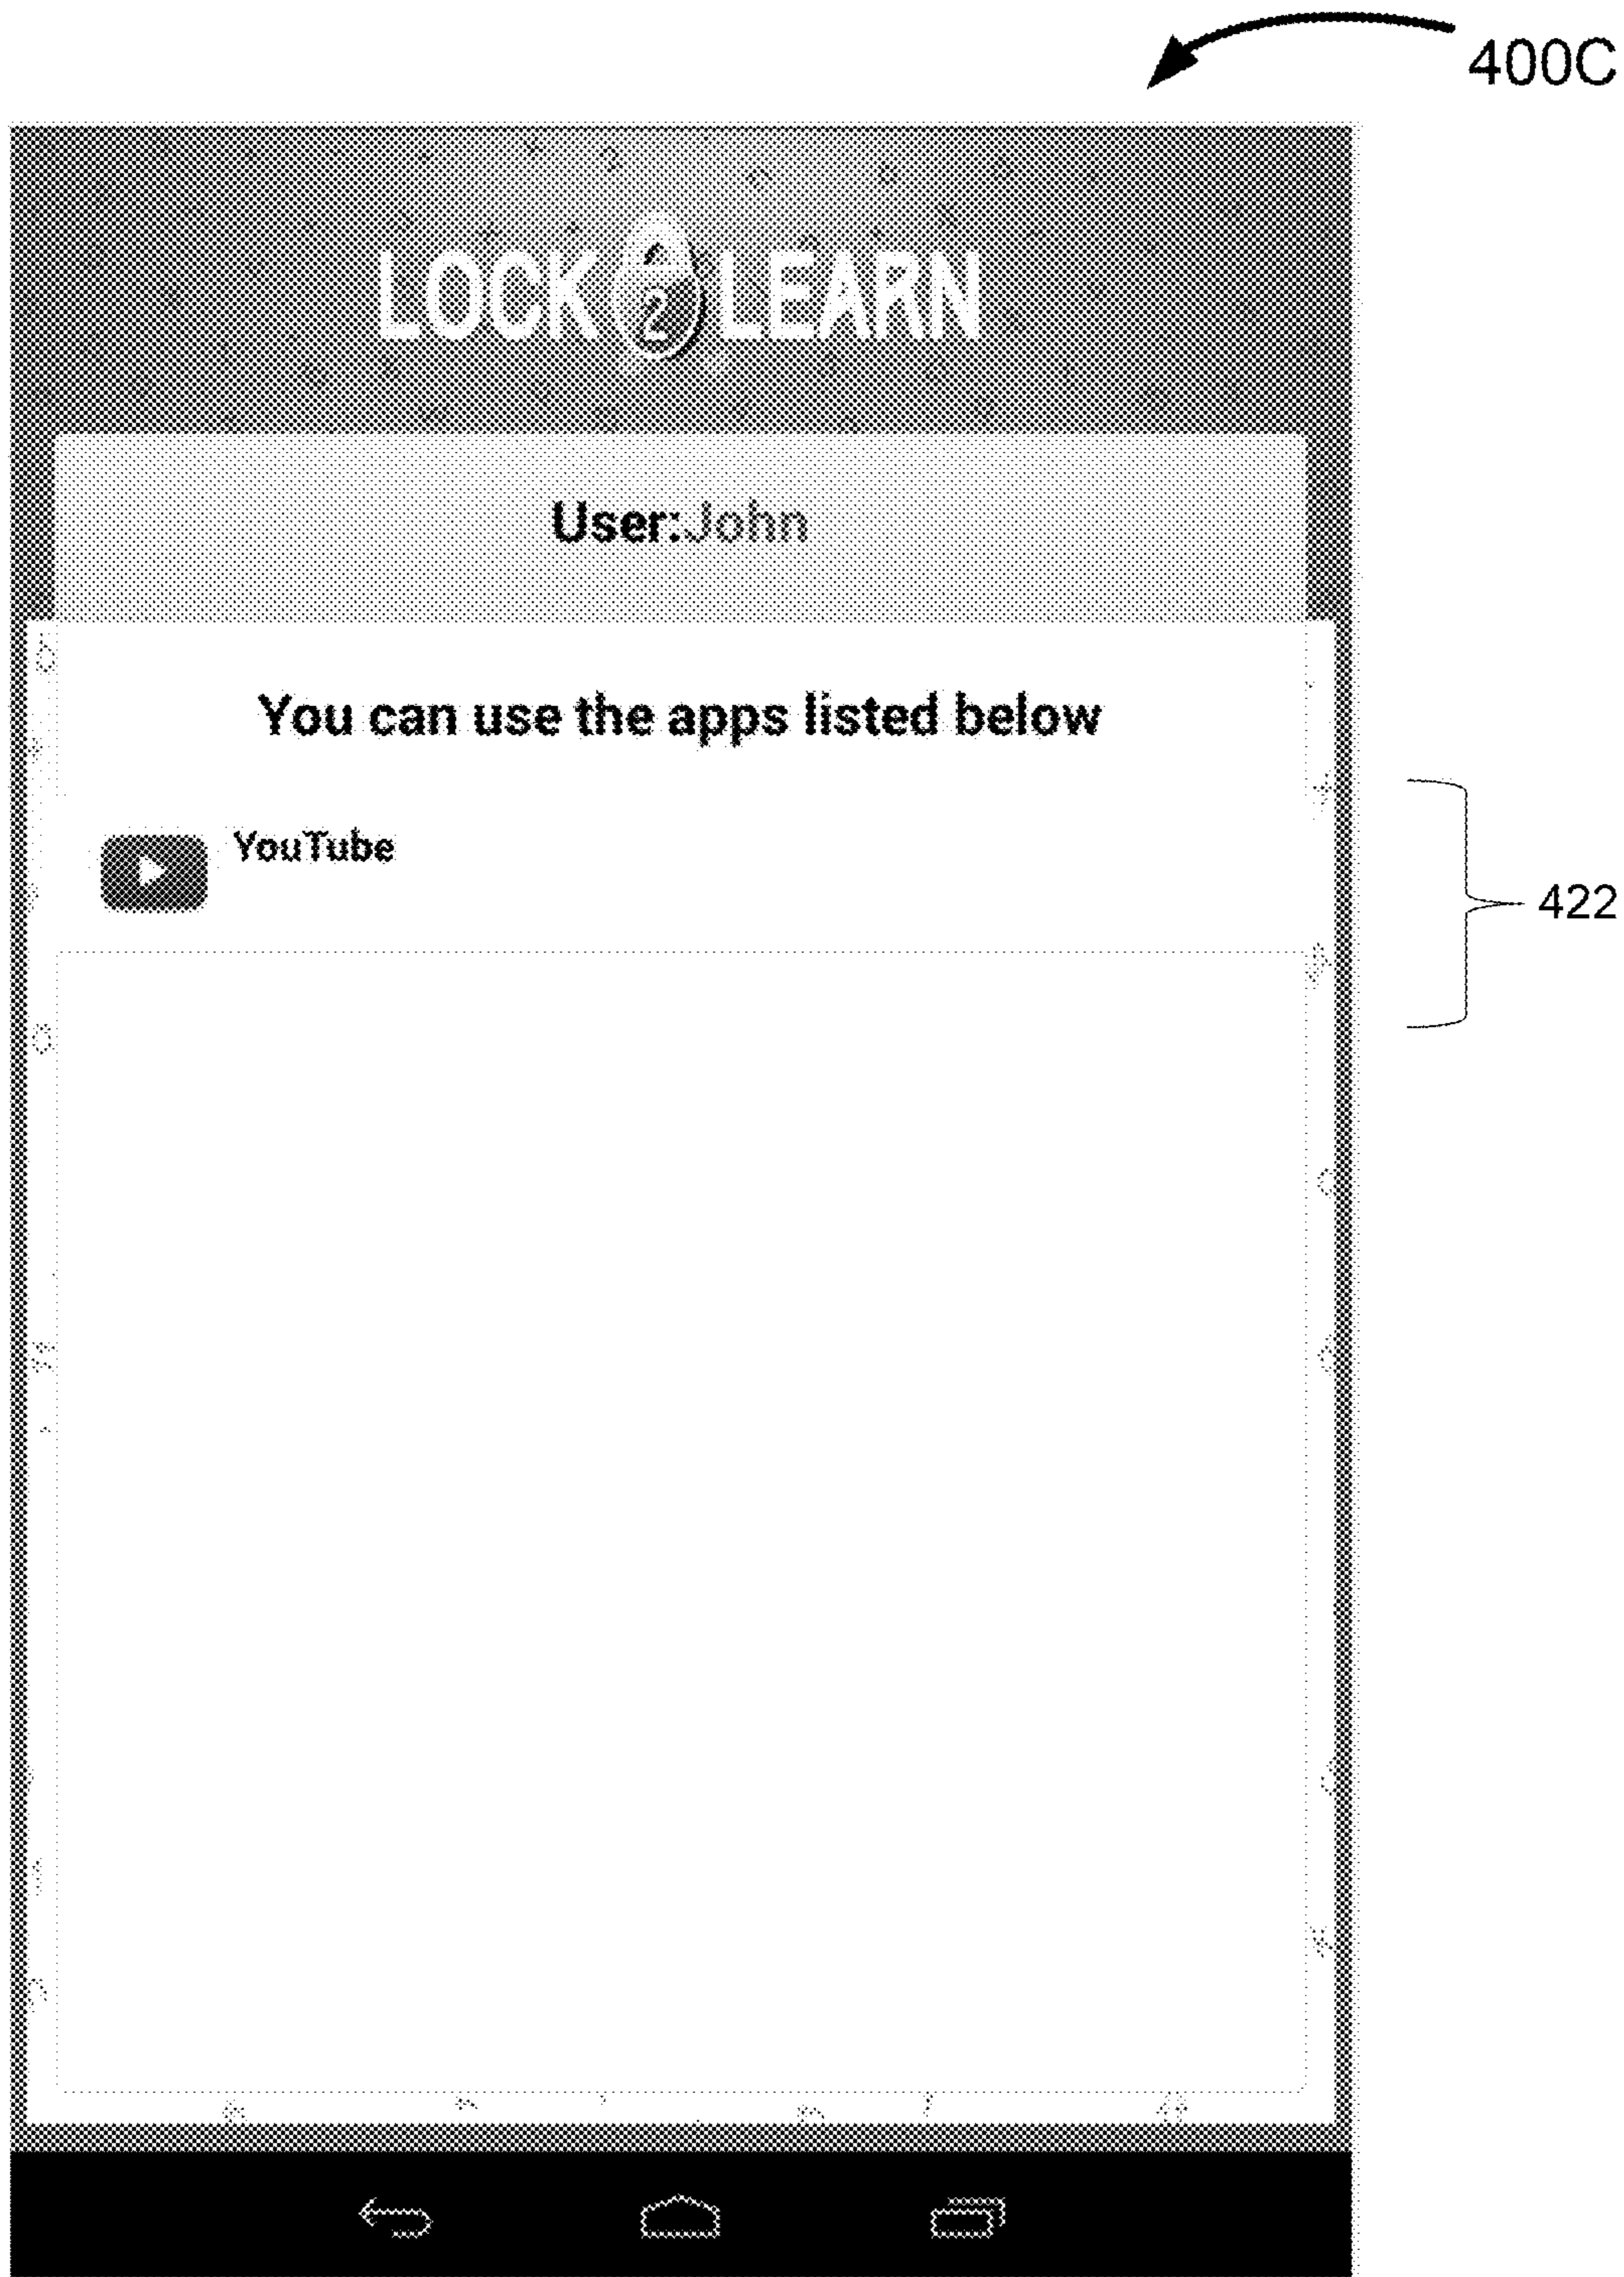 400C
LOCK 2 LEARN
User:John
You can use the apps listed below
YouTube
422